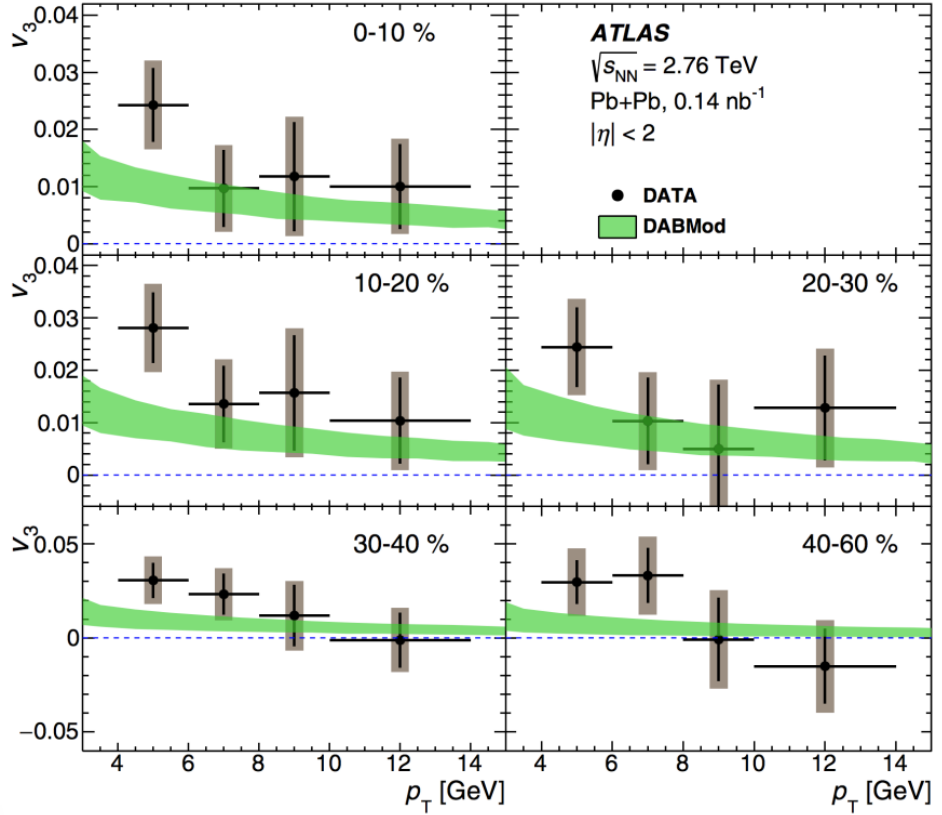 v₃
0.04
0.03
0.02
0.01
0
0-10 %
ATLAS
√sNN = 2.76 TeV
Pb+Pb, 0.14 nb⁻¹
|η| < 2
DATA
DABMod
v₃
0.04
0.03
0.02
0.01
0
10-20 %
20-30 %
v₃
0.05
0
−0.05
30-40 %
40-60 %
4 6 8 10 12 14
4 6 8 10 12 14
pT [GeV]
pT [GeV]